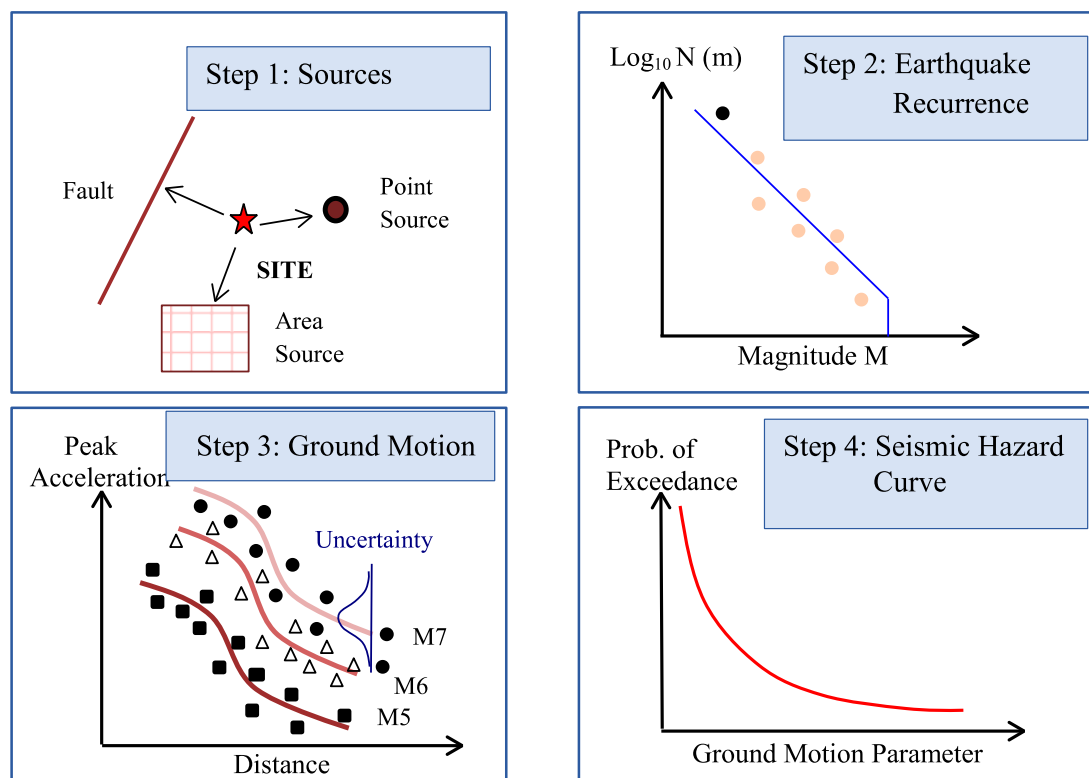 Step 1: Sources
Fault
Point
Source
SITE
Area
Source
Log₁₀ N (m)
Step 2: Earthquake
Recurrence
Magnitude M
Peak
Acceleration
Step 3: Ground Motion
Uncertainty
M7
M6
M5
Distance
Prob. of
Exceedance
Step 4: Seismic Hazard
Curve
Ground Motion Parameter